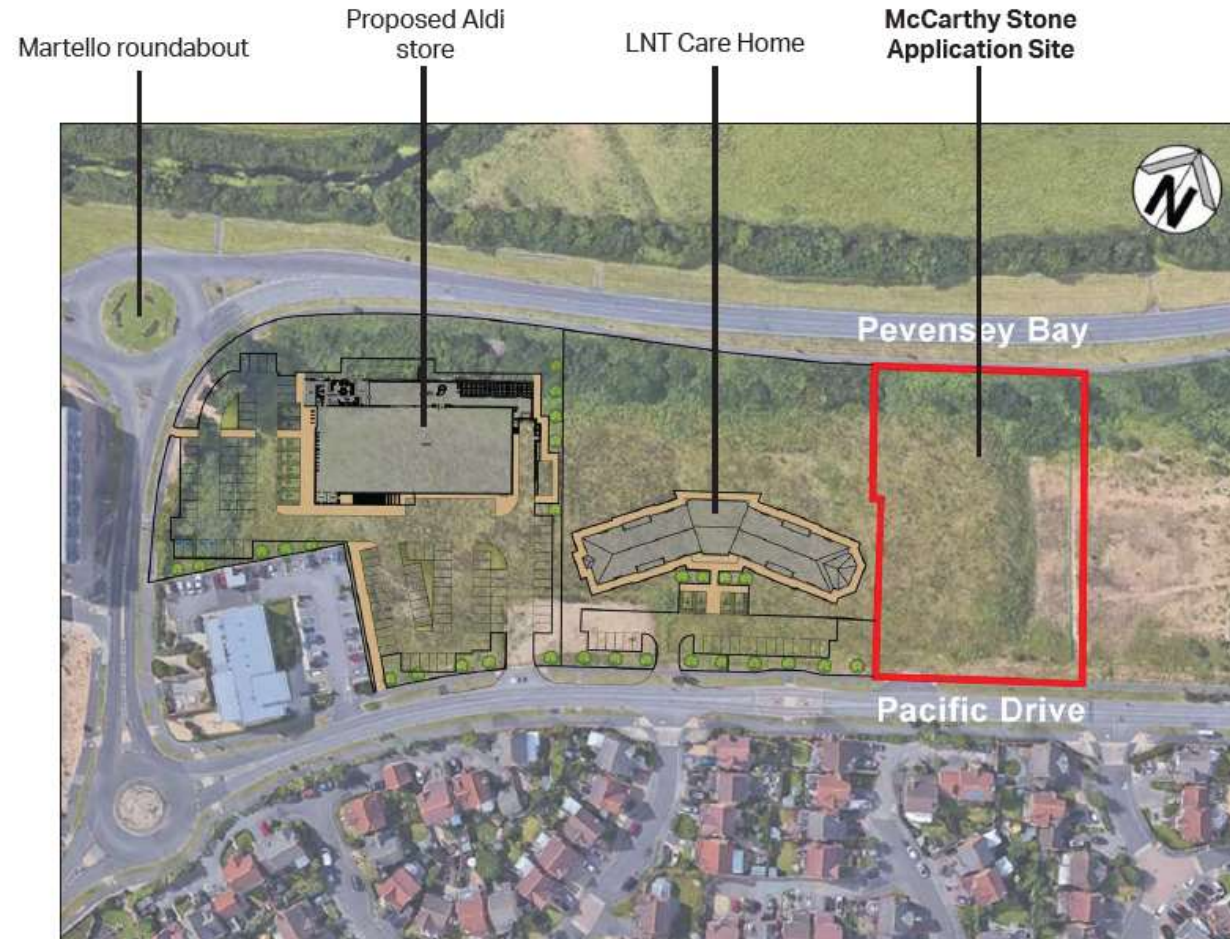 Martello roundabout
Proposed Aldi
store
LNT Care Home
McCarthy Stone
Application Site
N
Pevensey Bay
Pacific Drive